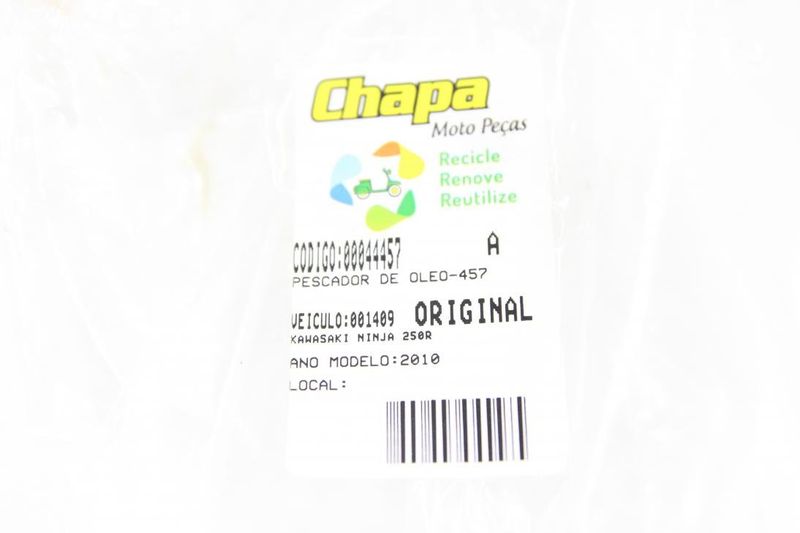 Chapa
Moto Peças
Recicle
Renove
Reutilize
CODIGO:00044457 A
PESCADOR DE OLEO-457
VEICULO:001409 ORIGINAL
KAWASAKI NINJA 250R
ANO MODELO:2010
LOCAL: